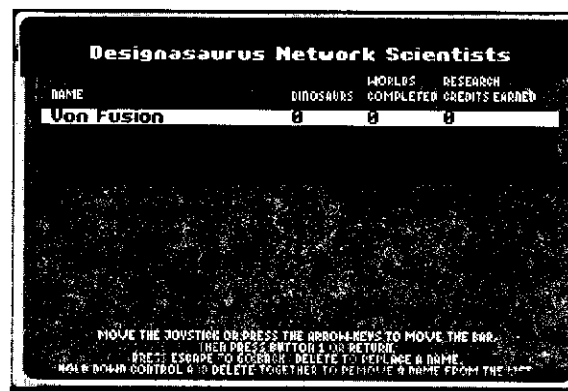 Designasaurus Network Scientists
WORLDS RESEARCH
NAME DINOSAURS COMPLETED CREDITS EARNED
Von Fusion 0 0 0
MOVE THE JOYSTICK OR PRESS THE ARROW-KEYS TO MOVE THE BAR,
THEN PRESS BUTTON 1 OR RETURN.
PRESS ESCAPE TO GO BACK. DELETE TO REPLACE A NAME.
HOLD DOWN CONTROL AND DELETE TOGETHER TO REMOVE A NAME FROM THE LIST